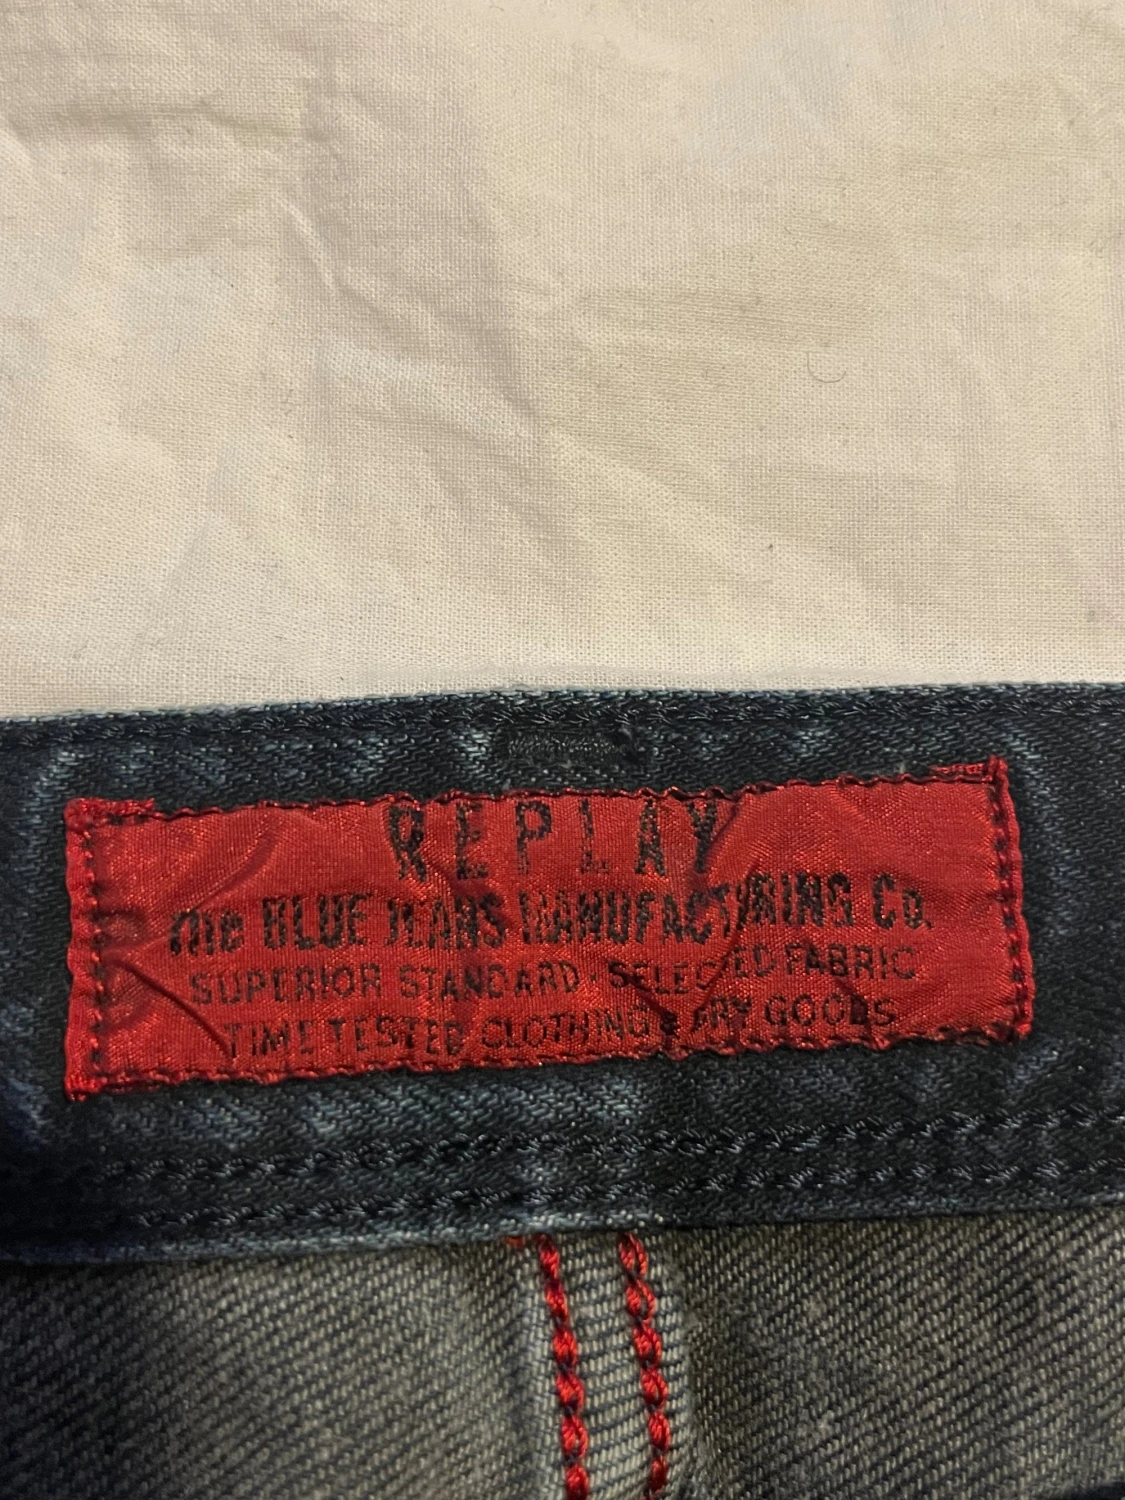 REPLAY
The BLUE JEANS MANUFACTURING Co.
SUPERIOR STANDARD · SELECTED FABRIC
TIME TESTED CLOTHING & DRY GOODS